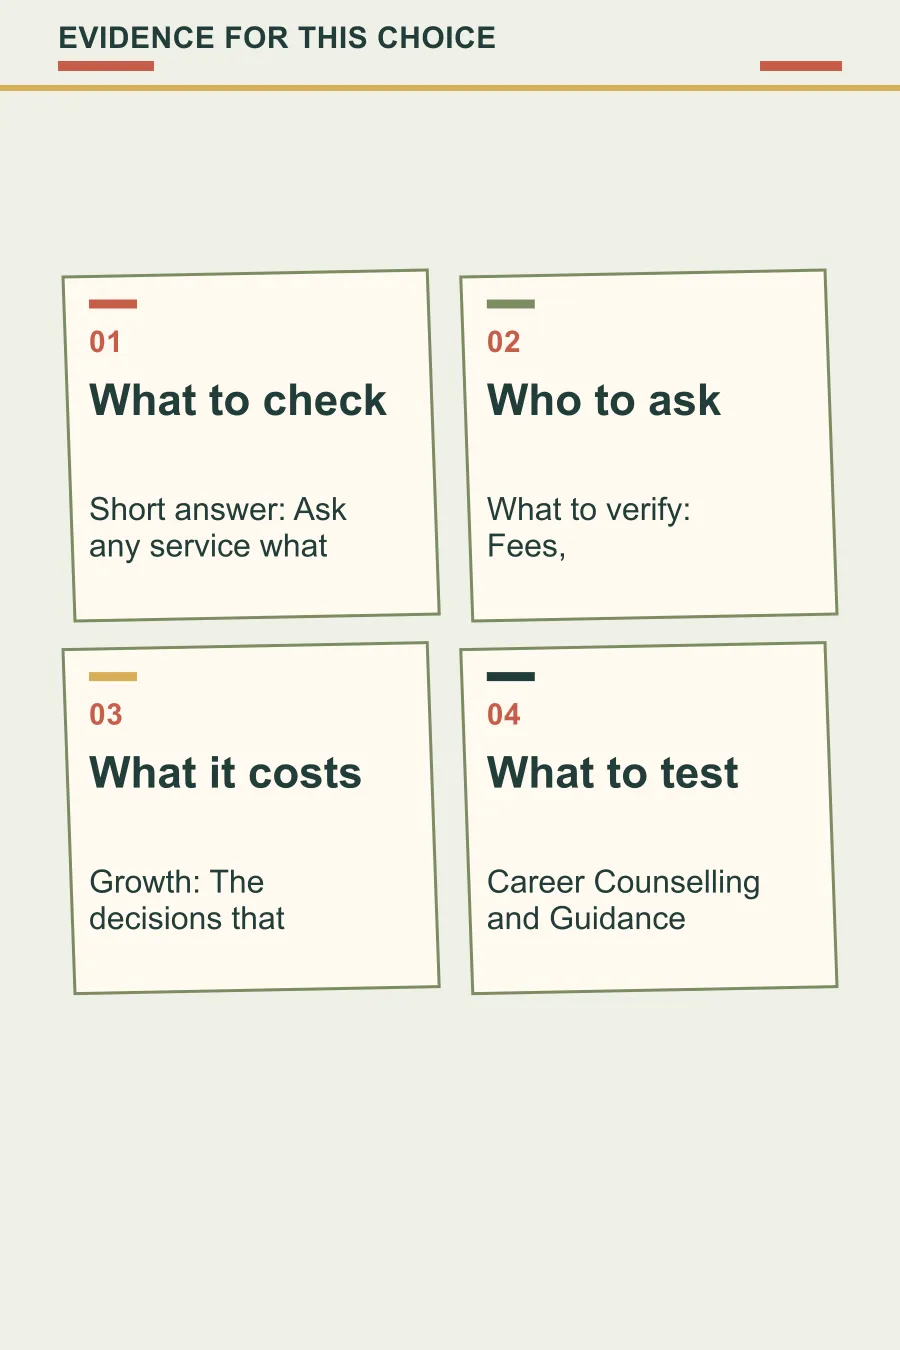 EVIDENCE FOR THIS CHOICE
01
What to check
Short answer: Ask
any service what
02
Who to ask
What to verify:
Fees,
03
What it costs
Growth: The
decisions that
04
What to test
Career Counselling
and Guidance